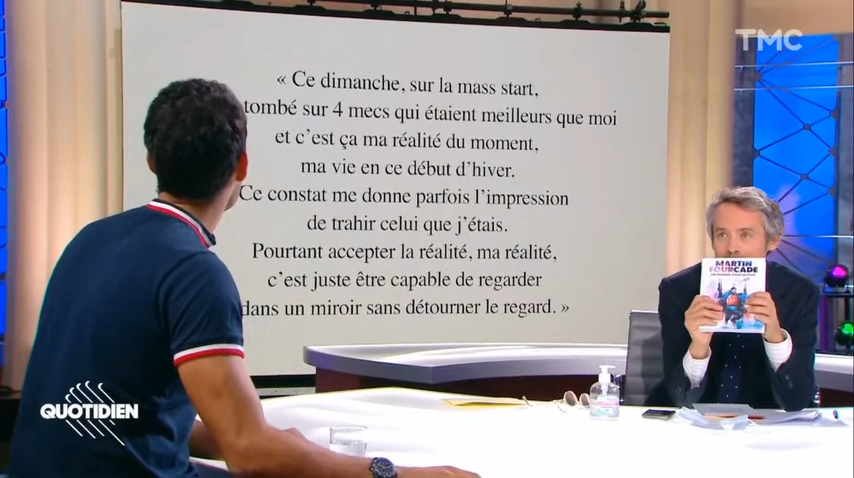 TMC
« Ce dimanche, sur la mass start,
tombé sur 4 mecs qui étaient meilleurs que moi
et c'est ça ma réalité du moment,
ma vie en ce début d'hiver.
Ce constat me donne parfois l'impression
de trahir celui que j'étais.
Pourtant accepter la réalité, ma réalité,
c'est juste être capable de regarder
dans un miroir sans détourner le regard. »
MARTIN
FOURCADE
QUOTIDIEN